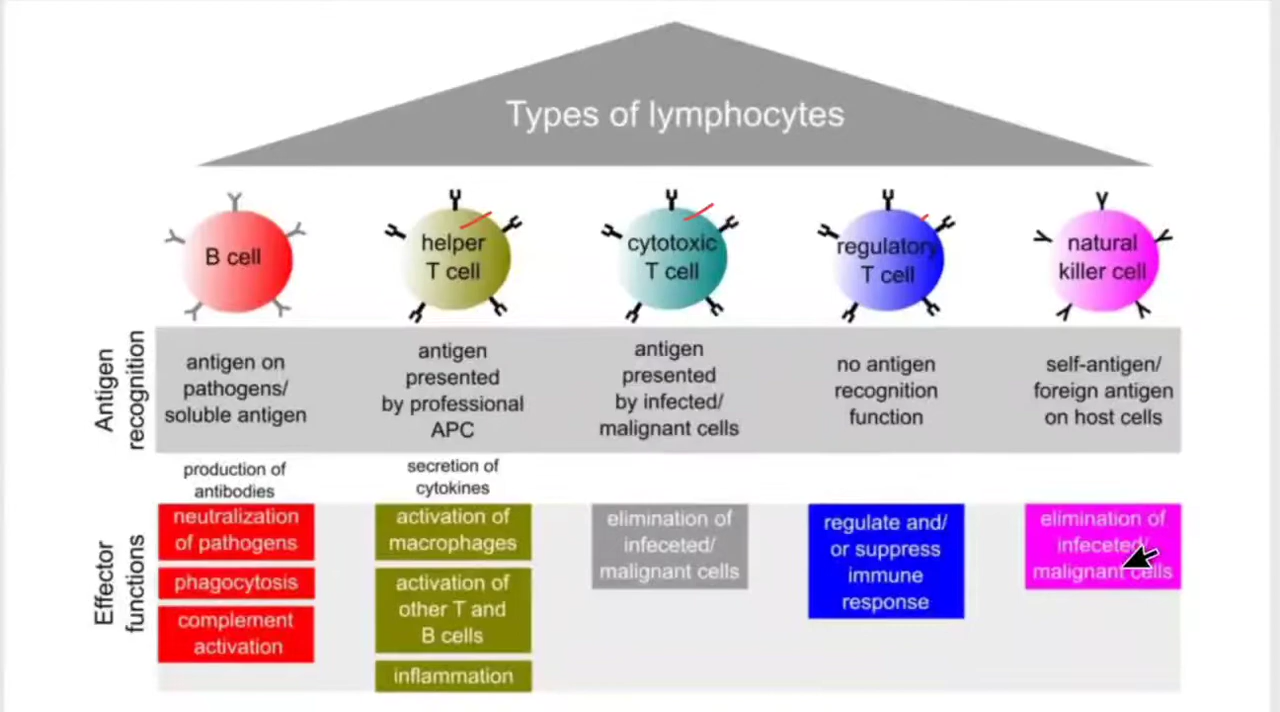 Types of lymphocytes
B cell
helper
T cell
cytotoxic
T cell
regulatory
T cell
natural
killer cell
Antigen
recognition
antigen on
pathogens/
soluble antigen
antigen
presented
by professional
APC
antigen
presented
by infected/
malignant cells
no antigen
recognition
function
self-antigen/
foreign antigen
on host cells
Effector
functions
production of
antibodies
neutralization
of pathogens
phagocytosis
complement
activation
secretion of
cytokines
activation of
macrophages
activation of
other T and
B cells
inflammation
elimination of
infeceted/
malignant cells
regulate and/
or suppress
immune
response
elimination of
infeceted/
malignant cells